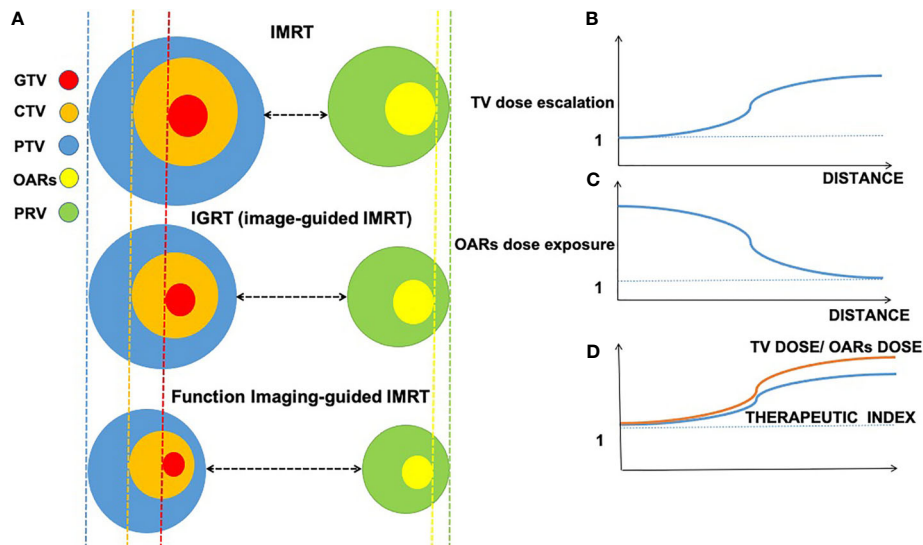 A
IMRT
GTV
CTV
PTV
OARs
PRV
IGRT (image-guided IMRT)
Function Imaging-guided IMRT
B
TV dose escalation
1
DISTANCE
C
OARs dose exposure
1
DISTANCE
D
TV DOSE/ OARs DOSE
THERAPEUTIC INDEX
1